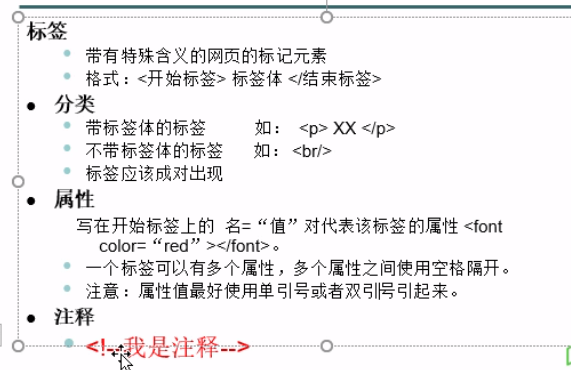 标签
带有特殊含义的网页的标记元素
格式：<开始标签> 标签体 </结束标签>
分类
带标签体的标签 如： <p> XX </p>
不带标签体的标签 如： <br/>
标签应该成对出现
属性
写在开始标签上的 名=“值”对代表该标签的属性 <font
color=“red”></font>。
一个标签可以有多个属性，多个属性之间使用空格隔开。
注意：属性值最好使用单引号或者双引号引起来。
注释
<!--我是注释-->